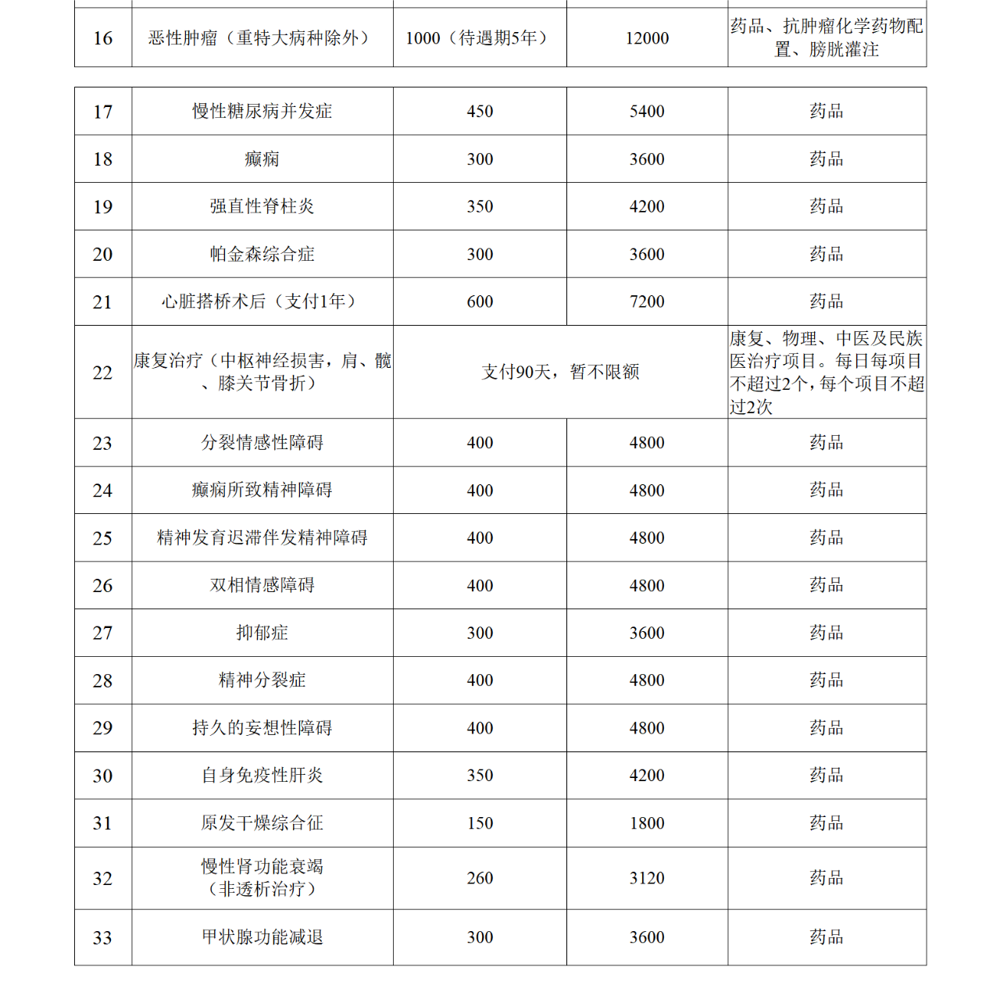 16 恶性肿瘤（重特大病种除外） 1000（待遇期5年） 12000 药品、抗肿瘤化学药物配
置、膀胱灌注
17 慢性糖尿病并发症 450 5400 药品
18 癫痫 300 3600 药品
19 强直性脊柱炎 350 4200 药品
20 帕金森综合症 300 3600 药品
21 心脏搭桥术后（支付1年） 600 7200 药品
22 康复治疗（中枢神经损害，肩、髋
、膝关节骨折） 支付90天，暂不限额 康复、物理、中医及民族
医治疗项目。每日每项目
不超过2个，每个项目不超
过2次
23 分裂情感性障碍 400 4800 药品
24 癫痫所致精神障碍 400 4800 药品
25 精神发育迟滞伴发精神障碍 400 4800 药品
26 双相情感障碍 400 4800 药品
27 抑郁症 300 3600 药品
28 精神分裂症 400 4800 药品
29 持久的妄想性障碍 400 4800 药品
30 自身免疫性肝炎 350 4200 药品
31 原发干燥综合征 150 1800 药品
32 慢性肾功能衰竭
（非透析治疗） 260 3120 药品
33 甲状腺功能减退 300 3600 药品